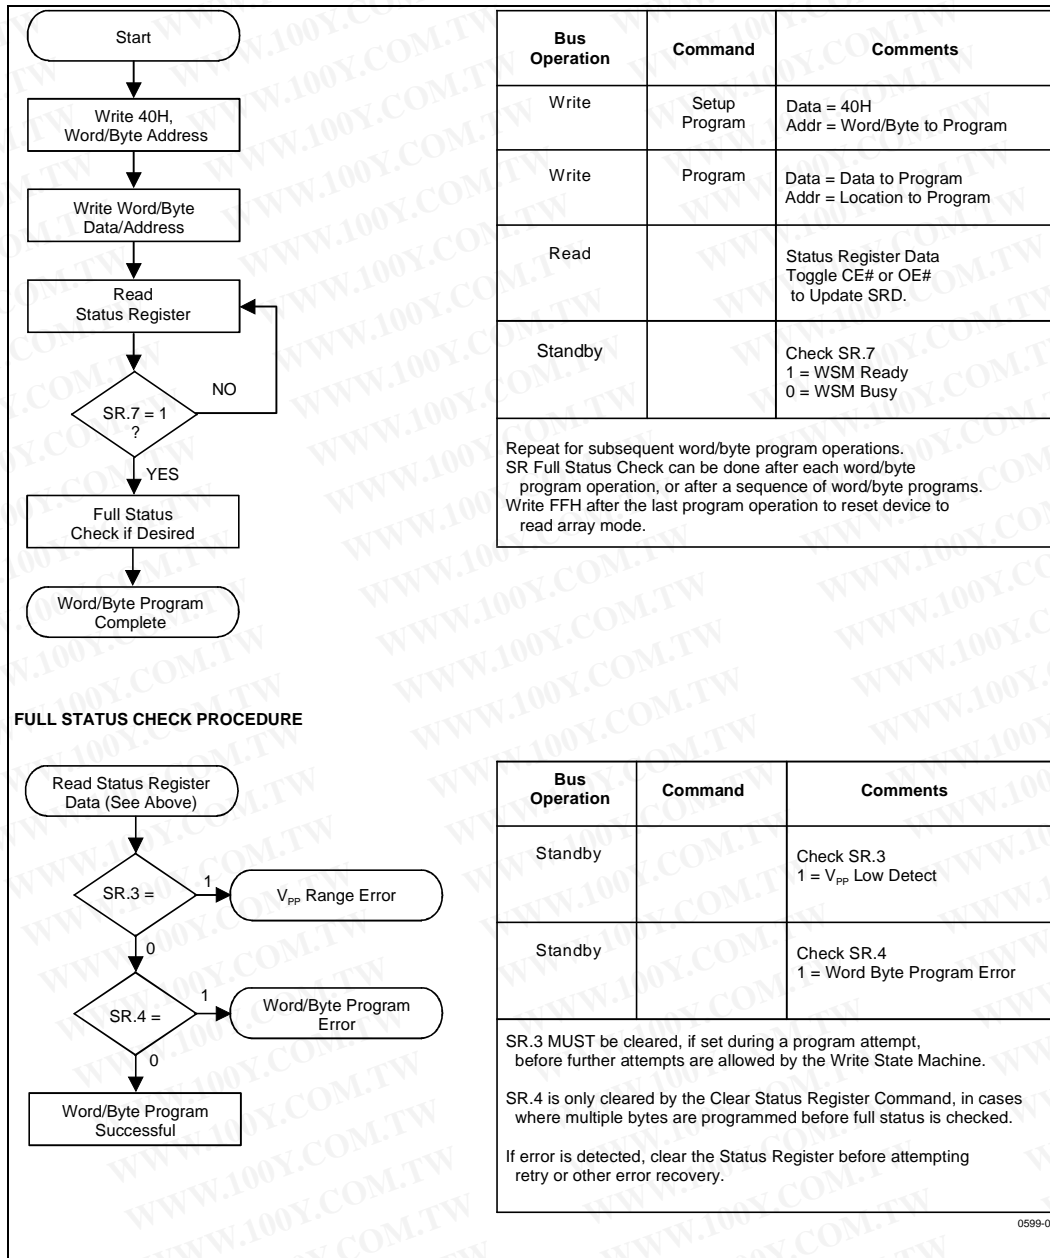 Start
Write 40H,
Word/Byte Address
Write Word/Byte
Data/Address
Read
Status Register
NO
SR.7 = 1
?
YES
Full Status
Check if Desired
Word/Byte Program
Complete
Bus
Operation
Command
Comments
Write
Setup
Program
Data = 40H
Addr = Word/Byte to Program
Write
Program
Data = Data to Program
Addr = Location to Program
Read
Status Register Data
Toggle CE# or OE#
to Update SRD.
Standby
Check SR.7
1 = WSM Ready
0 = WSM Busy
Repeat for subsequent word/byte program operations.
SR Full Status Check can be done after each word/byte
program operation, or after a sequence of word/byte programs.
Write FFH after the last program operation to reset device to
read array mode.
FULL STATUS CHECK PROCEDURE
Read Status Register
Data (See Above)
SR.3 =
1
VPP Range Error
0
SR.4 =
1
Word/Byte Program
Error
0
Word/Byte Program
Successful
Bus
Operation
Command
Comments
Standby
Check SR.3
1 = VPP Low Detect
Standby
Check SR.4
1 = Word Byte Program Error
SR.3 MUST be cleared, if set during a program attempt,
before further attempts are allowed by the Write State Machine.
SR.4 is only cleared by the Clear Status Register Command, in cases
where multiple bytes are programmed before full status is checked.
If error is detected, clear the Status Register before attempting
retry or other error recovery.
0599-0
WWW.100Y.COM.TW